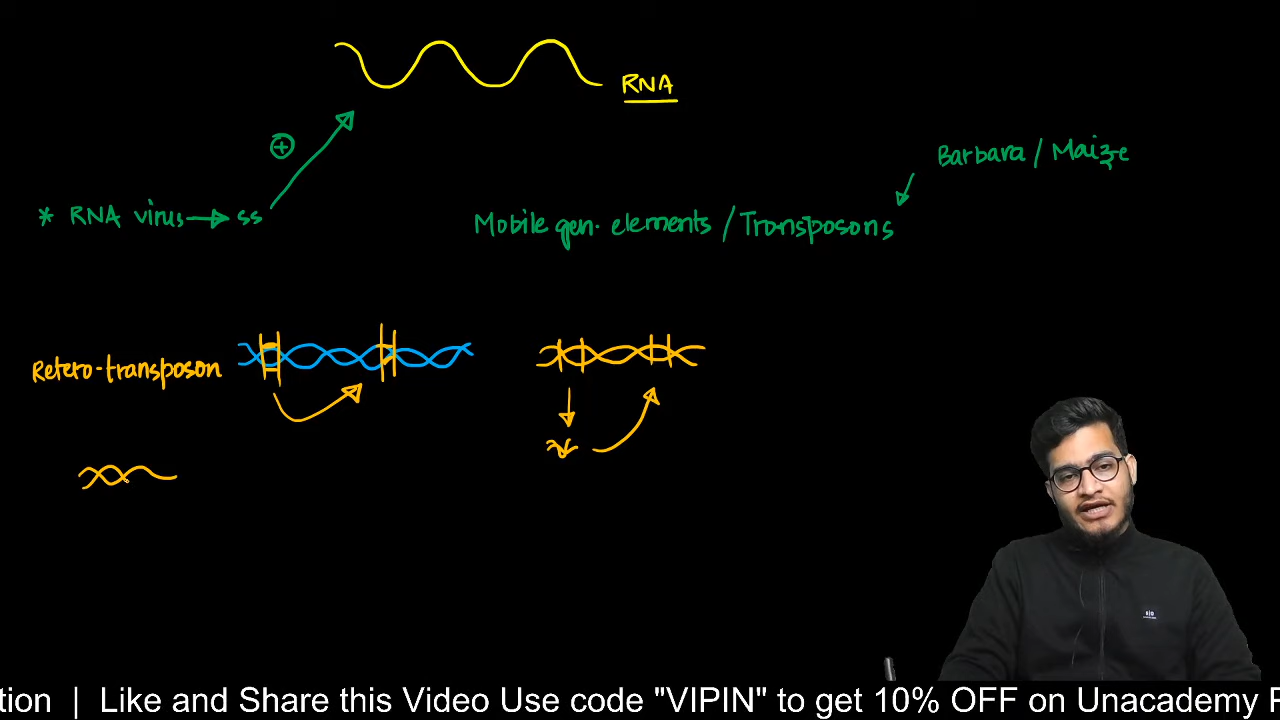 RNA
⊕
Barbara / Maize
* RNA virus → ss
Mobile gen. elements / Transposons
Retero-transposon
tion | Like and Share this Video Use code "VIPIN" to get 10% OFF on Unacademy P